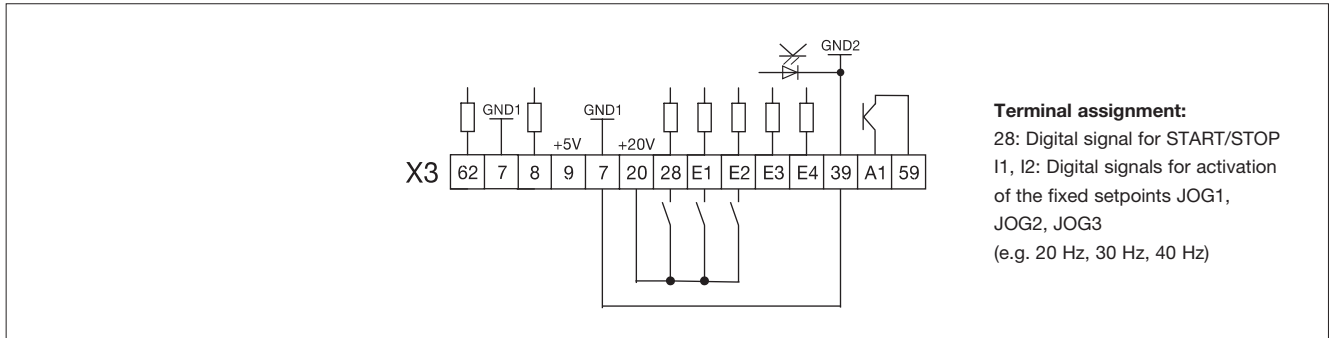 GND2
GND1
GND1
+5V
+20V
X3 62 7 8 9 7 20 28 E1 E2 E3 E4 39 A1 59
Terminal assignment:
28: Digital signal for START/STOP
I1, I2: Digital signals for activation
of the fixed setpoints JOG1,
JOG2, JOG3
(e.g. 20 Hz, 30 Hz, 40 Hz)